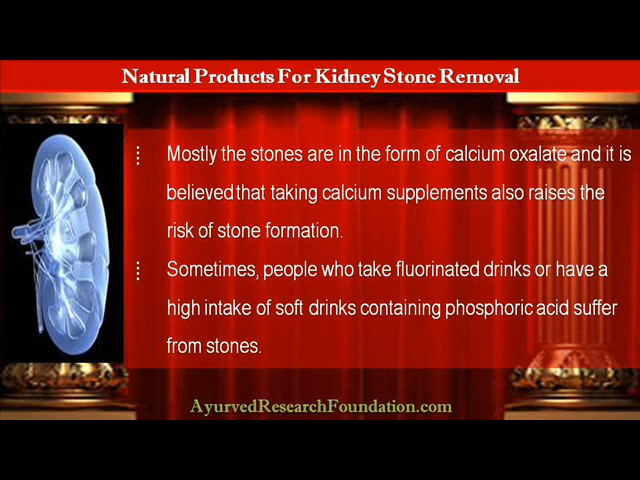 Natural Products For Kidney Stone Removal
Mostly the stones are in the form of calcium oxalate and it is
believed that taking calcium supplements also raises the
risk of stone formation.
Sometimes, people who take fluorinated drinks or have a
high intake of soft drinks containing phosphoric acid suffer
from stones.
AyurvedResearchFoundation.com